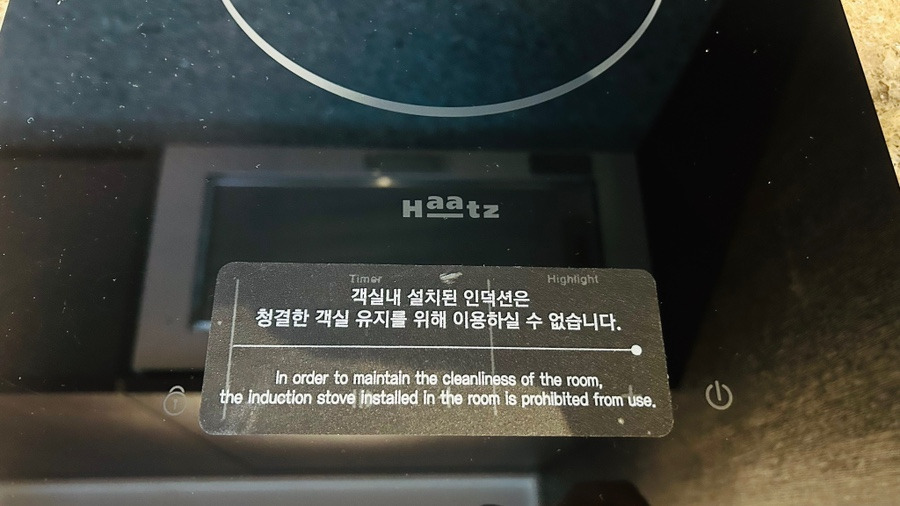 Haatz
Timer Highlight
객실내 설치된 인덕션은
청결한 객실 유지를 위해 이용하실 수 없습니다.
In order to maintain the cleanliness of the room,
the induction stove installed in the room is prohibited from use.